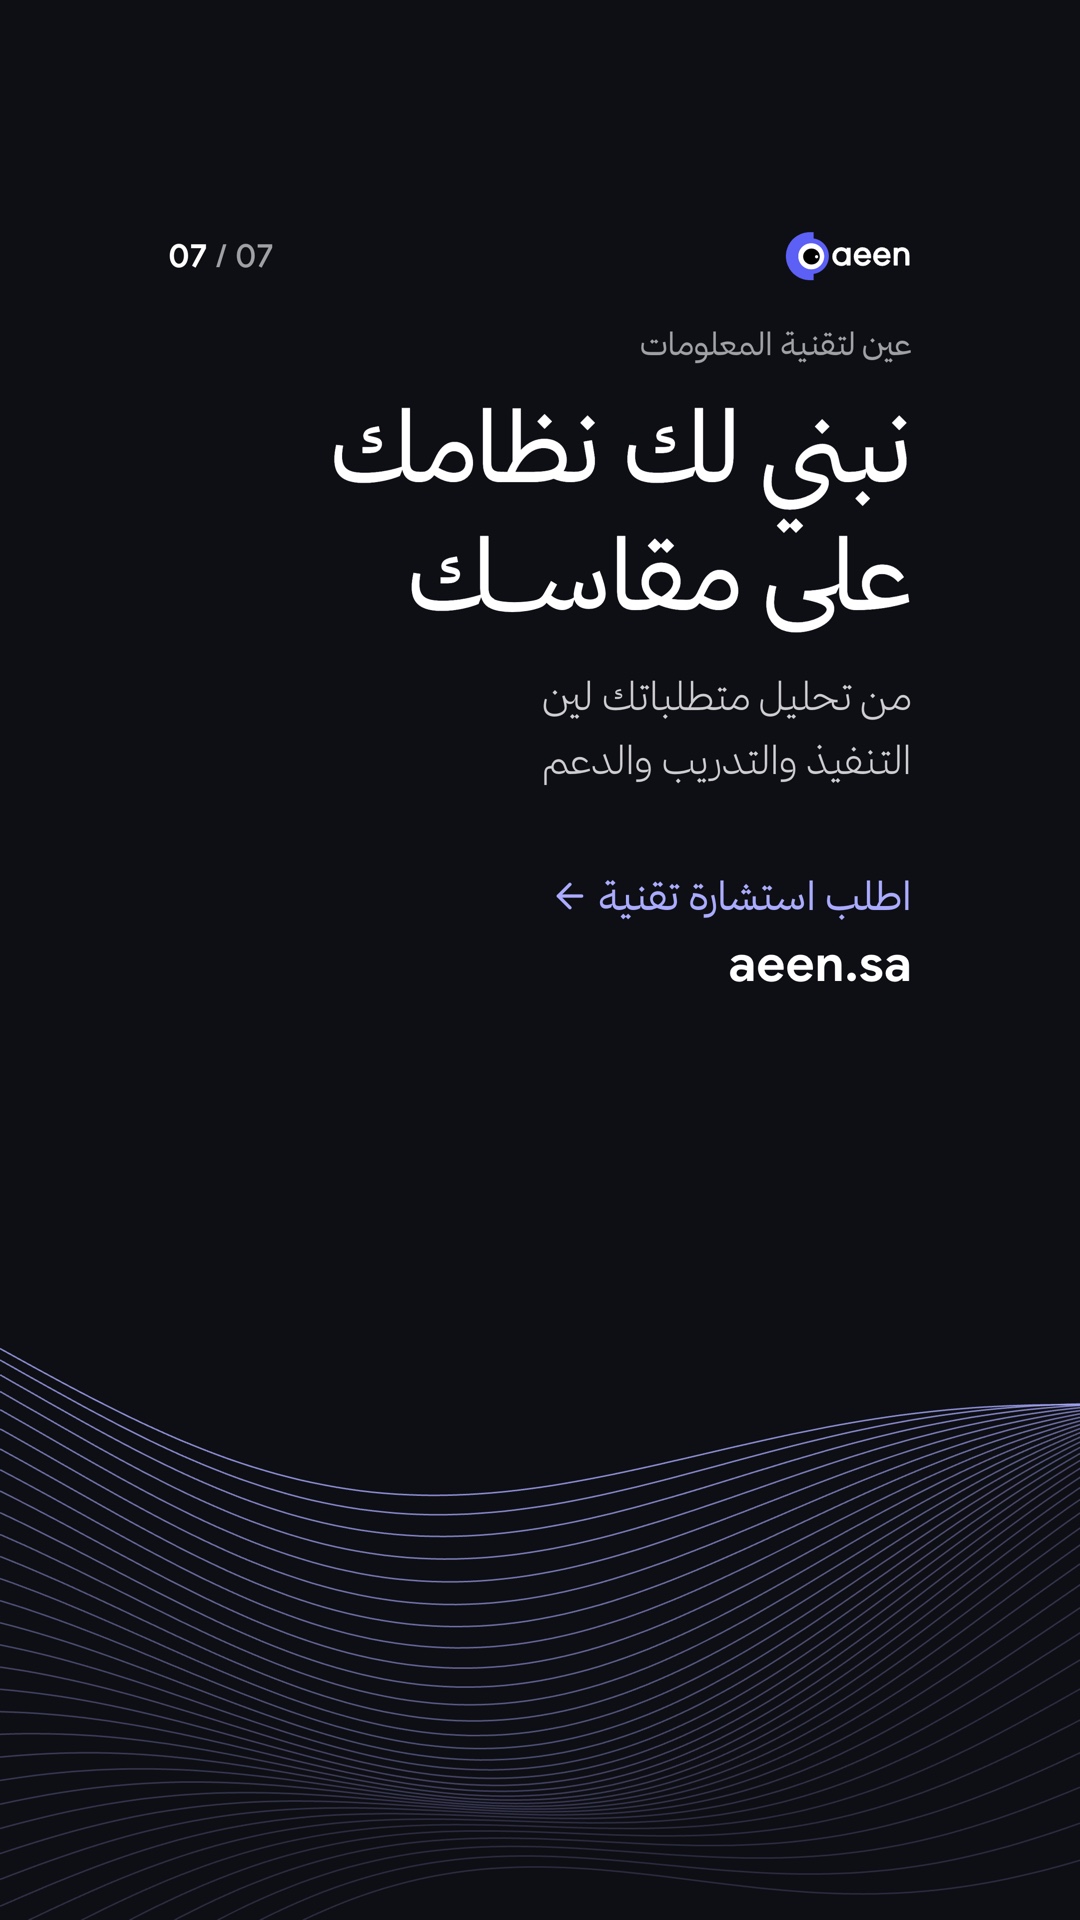 aeen
07 / 07
عين لتقنية المعلومات
نبني لك نظامك
على مقاسـك
من تحليل متطلباتك لين
التنفيذ والتدريب والدعم
اطلب استشارة تقنية ←
aeen.sa